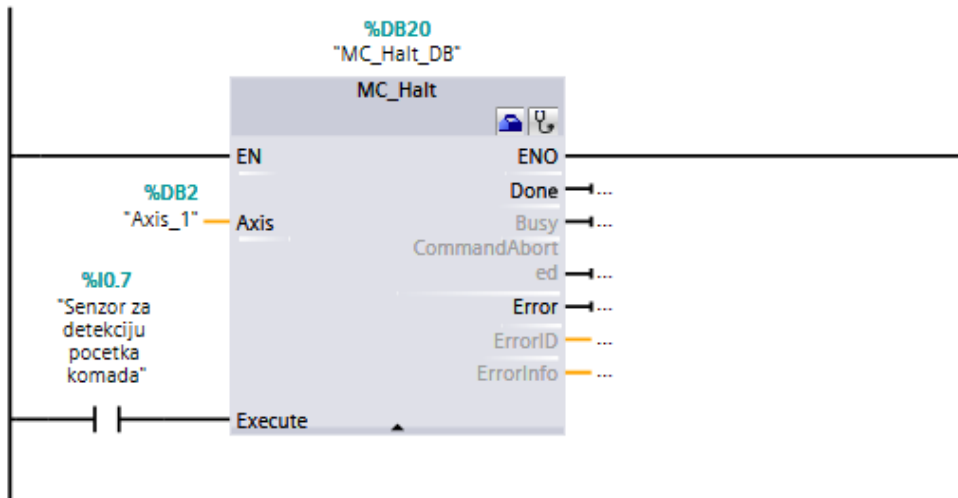 %DB20
"MC_Halt_DB"
MC_Halt
EN
ENO
%DB2
"Axis_1"
Axis
Done
...
Busy
...
CommandAbort
ed
...
%I0.7
"Senzor za
detekciju
pocetka
komada"
Error
...
ErrorID
...
ErrorInfo
...
Execute